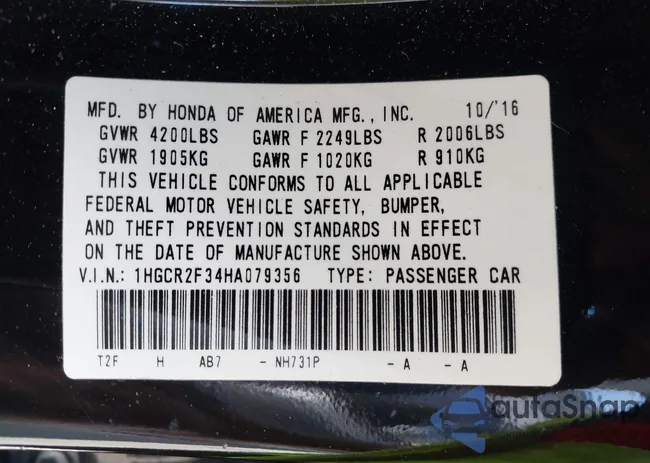 MFD. BY HONDA OF AMERICA MFG., INC. 10/'16
GVWR 4200LBS GAWR F 2249LBS R 2006LBS
GVWR 1905KG GAWR F 1020KG R 910KG
THIS VEHICLE CONFORMS TO ALL APPLICABLE
FEDERAL MOTOR VEHICLE SAFETY, BUMPER,
AND THEFT PREVENTION STANDARDS IN EFFECT
ON THE DATE OF MANUFACTURE SHOWN ABOVE.
V.I.N.: 1HGCR2F34HA079356 TYPE: PASSENGER CAR
T2F H AB7 - NH731P - A - A
autoSnap